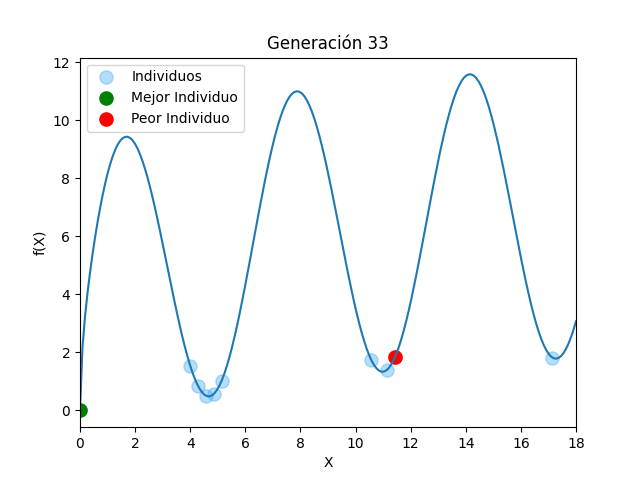 Generación 33
12
10
8
6
4
2
0
f(X)
Individuos
Mejor Individuo
Peor Individuo
0 2 4 6 8 10 12 14 16 18
X